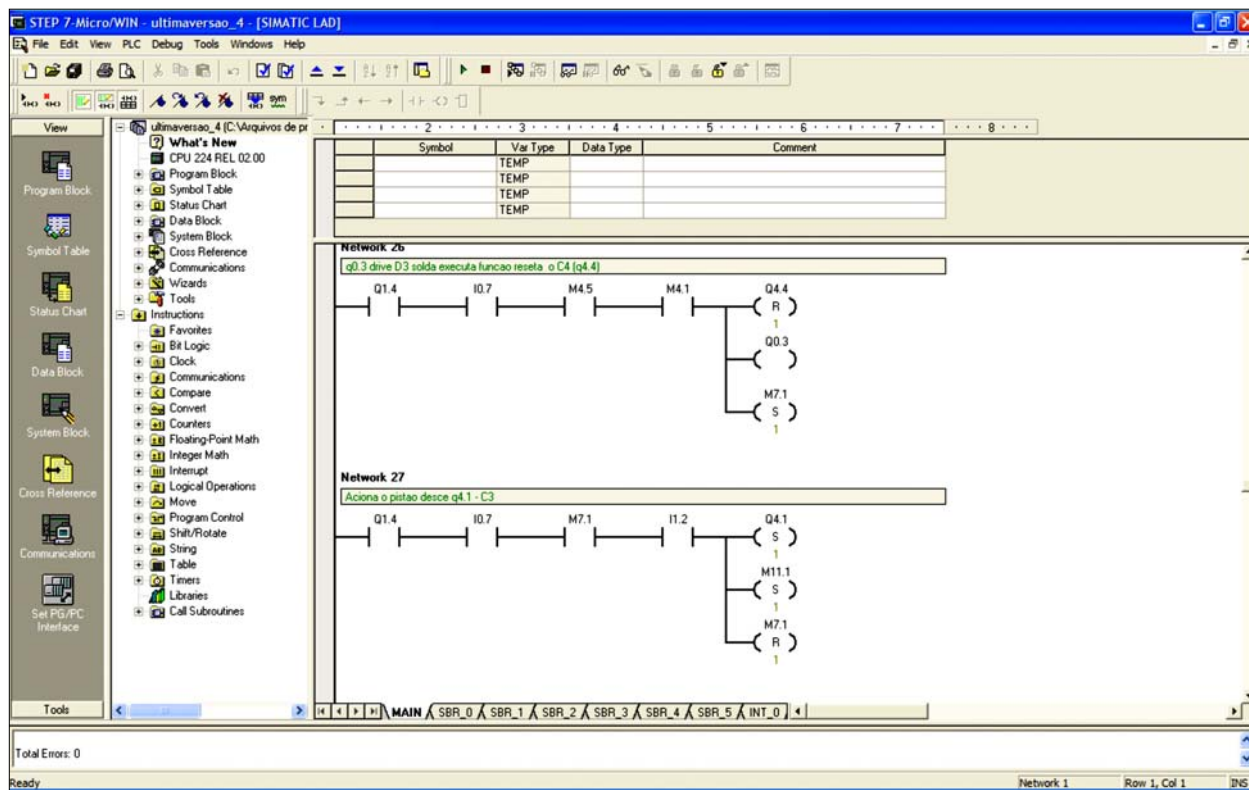 STEP 7-Micro/WIN - ultimaversao_4 - [SIMATIC LAD]
File Edit View PLC Debug Tools Windows Help
sym
View
Program Block
Symbol Table
Status Chart
Data Block
System Block
Cross Reference
Communications
Set PG/PC Interface
Tools
ultimaversao_4 (C:\Arquivos de pr
What's New
CPU 224 REL 02.00
Program Block
Symbol Table
Status Chart
Data Block
System Block
Cross Reference
Communications
Wizards
Tools
Instructions
Favorites
Bit Logic
Clock
Communications
Compare
Convert
Counters
Floating-Point Math
Integer Math
Interrupt
Logical Operations
Move
Program Control
Shift/Rotate
String
Table
Timers
Libraries
Call Subroutines
2 3 4 5 6 7 8
Symbol Var Type Data Type Comment
TEMP
TEMP
TEMP
TEMP
Network 26
q0.3 drive D3 solda executa funcao reseta o C4 (q4.4)
Q1.4 I0.7 M4.5 M4.1 Q4.4
R
1
Q0.3
M7.1
S
1
Network 27
Aciona o pistao desce q4.1 - C3
Q1.4 I0.7 M7.1 I1.2 Q4.1
S
1
M11.1
S
1
M7.1
R
1
MAIN SBR_0 SBR_1 SBR_2 SBR_3 SBR_4 SBR_5 INT_0
Total Errors: 0
Ready Network 1 Row 1, Col 1 INS